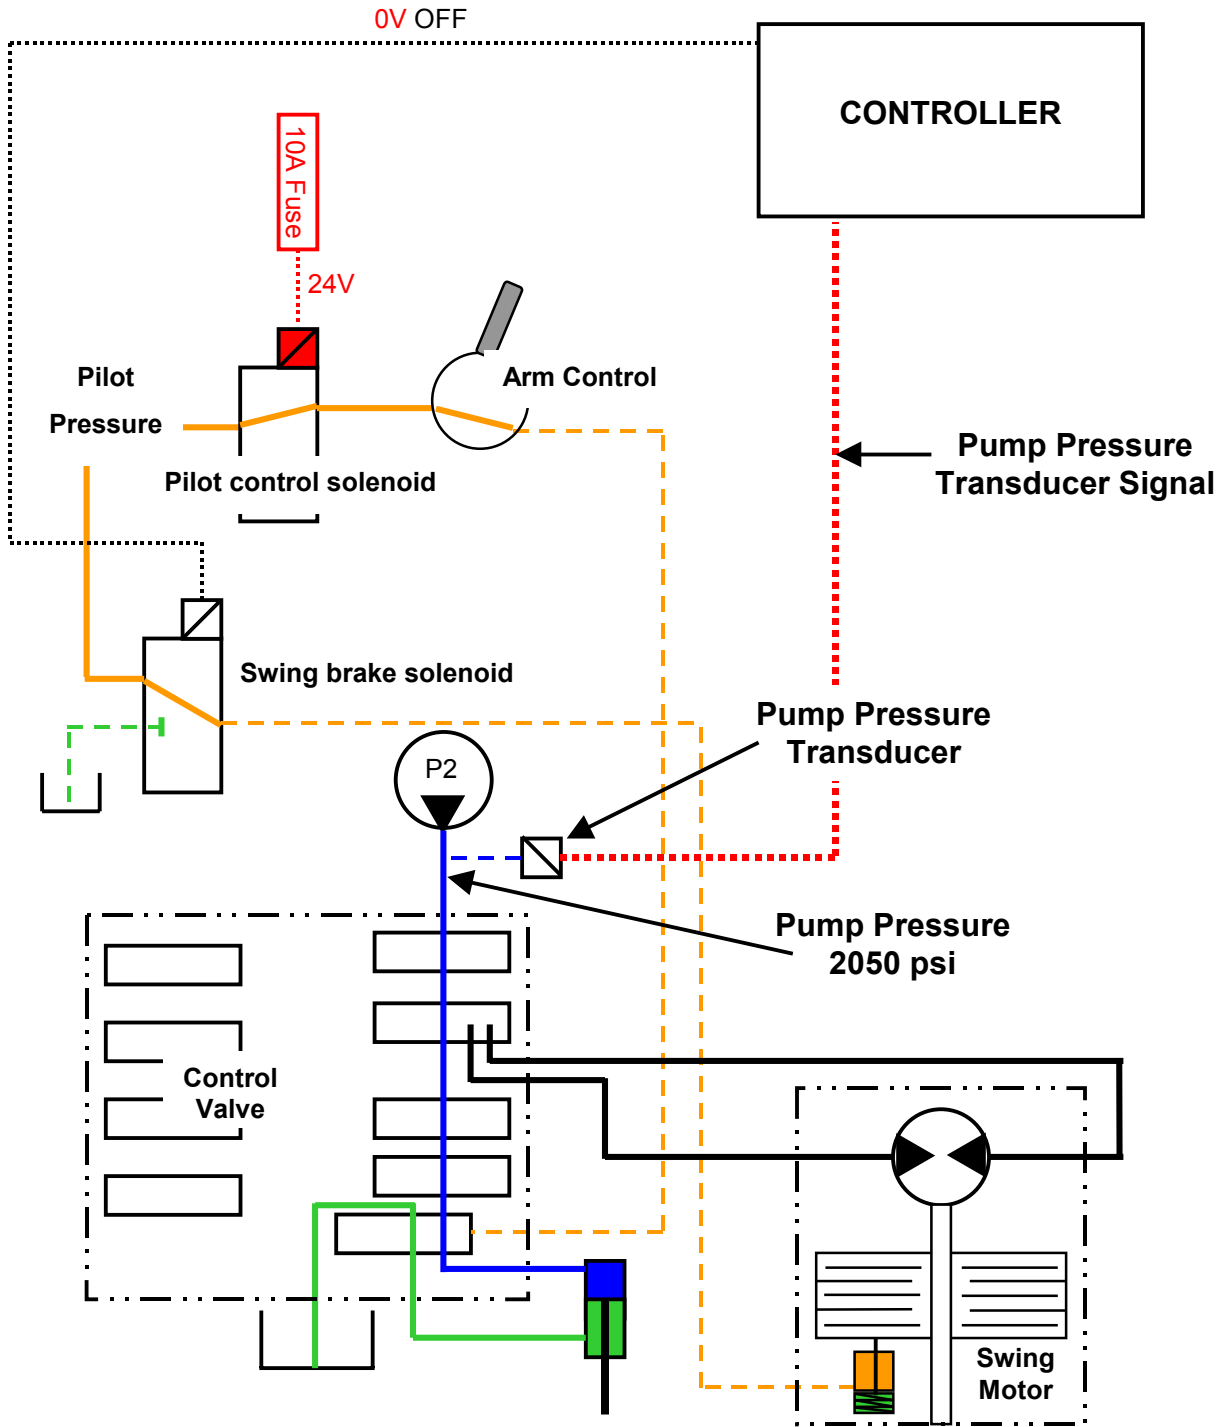 0V OFF
CONTROLLER
10A Fuse
24V
Pilot
Pressure
Arm Control
Pump Pressure
Transducer Signal
Pilot control solenoid
Swing brake solenoid
Pump Pressure
Transducer
P2
Pump Pressure
2050 psi
Control
Valve
Swing
Motor